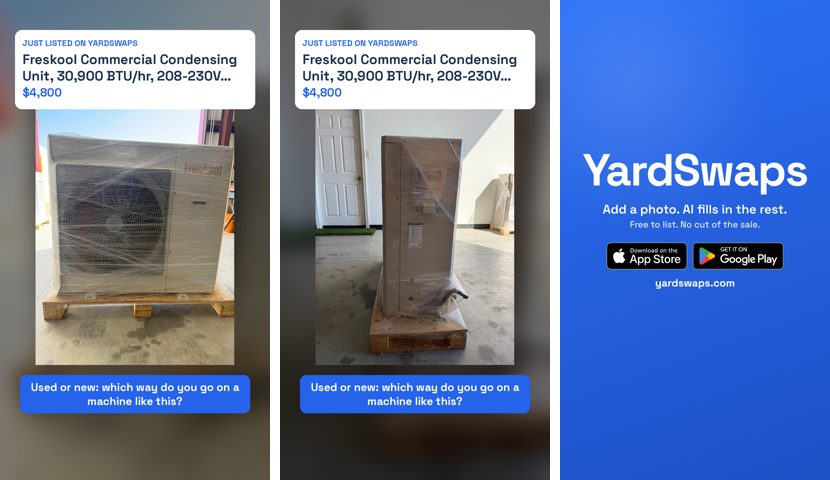 JUST LISTED ON YARDSWAPS
Freskool Commercial Condensing
Unit, 30,900 BTU/hr, 208-230V...
$4,800
Freskool
Used or new: which way do you go on a
machine like this?
JUST LISTED ON YARDSWAPS
Freskool Commercial Condensing
Unit, 30,900 BTU/hr, 208-230V...
$4,800
Used or new: which way do you go on a
machine like this?
YardSwaps
Add a photo. AI fills in the rest.
Free to list. No cut of the sale.
Download on the
App Store
GET IT ON
Google Play
yardswaps.com